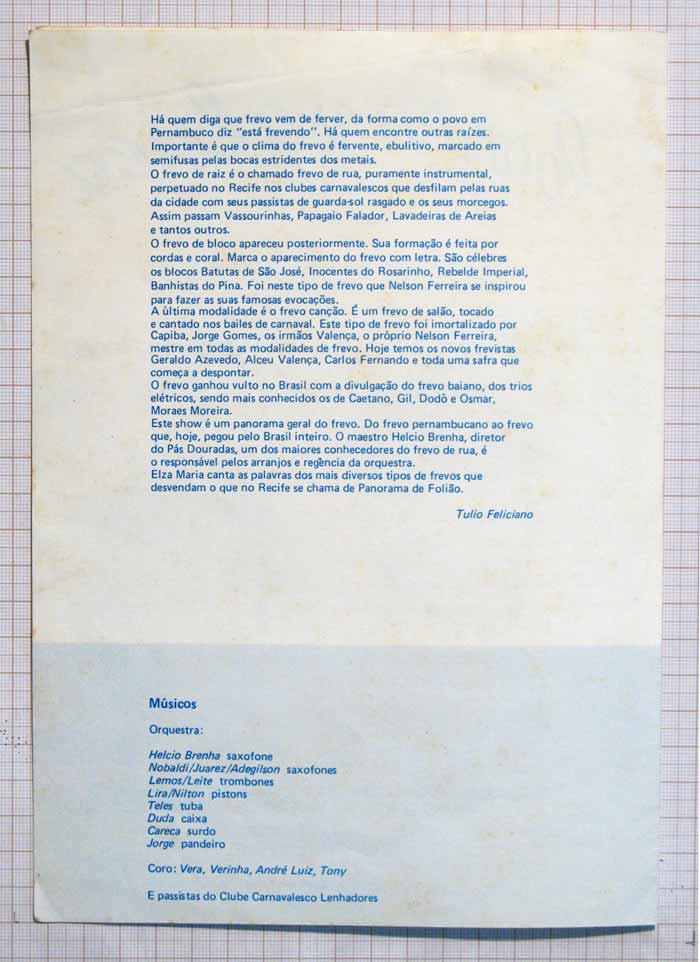 Há quem diga que frevo vem de ferver, da forma como o povo em
Pernambuco diz "está frevendo". Há quem encontre outras raízes.
Importante é que o clima do frevo é fervente, ebulitivo, marcado em
semifusas pelas bocas estridentes dos metais.
O frevo de raiz é o chamado frevo de rua, puramente instrumental,
perpetuado no Recife nos clubes carnavalescos que desfilam pelas ruas
da cidade com seus passistas de guarda-sol rasgado e os seus morcegos.
Assim passam Vassourinhas, Papagaio Falador, Lavadeiras de Areias
e tantos outros.
O frevo de bloco apareceu posteriormente. Sua formação é feita por
cordas e coral. Marca o aparecimento do frevo com letra. São célebres
os blocos Batutas de São José, Inocentes do Rosarinho, Rebelde Imperial,
Banhistas do Pina. Foi neste tipo de frevo que Nelson Ferreira se inspirou
para fazer as suas famosas evocações.
A última modalidade é o frevo canção. É um frevo de salão, tocado
e cantado nos bailes de carnaval. Este tipo de frevo foi imortalizado por
Capiba, Jorge Gomes, os irmãos Valença, o próprio Nelson Ferreira,
mestre em todas as modalidades de frevo. Hoje temos os novos frevistas
Geraldo Azevedo, Alceu Valença, Carlos Fernando e toda uma safra que
começa a despontar.
O frevo ganhou vulto no Brasil com a divulgação do frevo baiano, dos trios
elétricos, sendo mais conhecidos os de Caetano, Gil, Dodô e Osmar,
Moraes Moreira.
Este show é um panorama geral do frevo. Do frevo pernambucano ao frevo
que, hoje, pegou pelo Brasil inteiro. O maestro Helcio Brenha, diretor
do Pás Douradas, um dos maiores conhecedores do frevo de rua, é
o responsável pelos arranjos e regência da orquestra.
Elza Maria canta as palavras dos mais diversos tipos de frevos que
desvendam o que no Recife se chama de Panorama de Folião.
Tulio Feliciano
Músicos
Orquestra:
Helcio Brenha saxofone
Nobaldi/Juarez/Adegilson saxofones
Lemos/Leite trombones
Lira/Nilton pistons
Teles tuba
Duda caixa
Careca surdo
Jorge pandeiro
Coro: Vera, Verinha, André Luiz, Tony
E passistas do Clube Carnavalesco Lenhadores